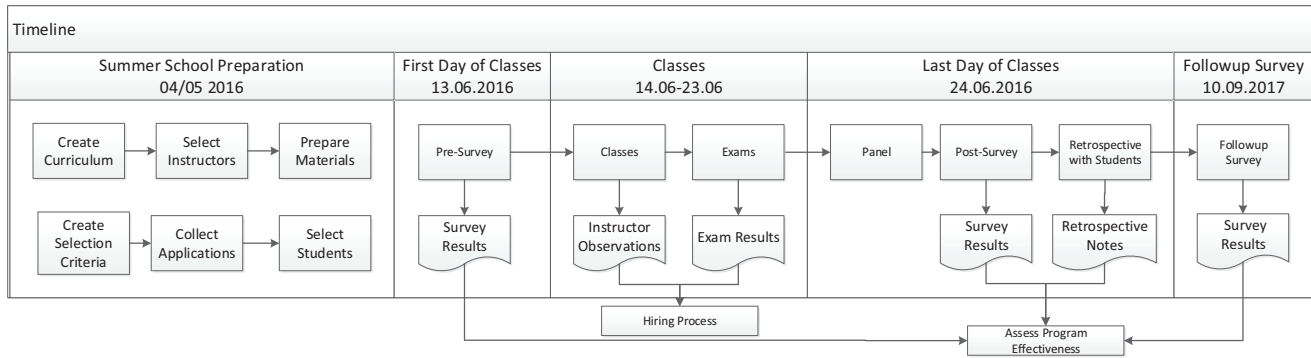 Timeline
Summer School Preparation
04/05 2016
First Day of Classes
13.06.2016
Classes
14.06-23.06
Last Day of Classes
24.06.2016
Followup Survey
10.09.2017
Create
Curriculum
Select
Instructors
Prepare
Materials
Pre-Survey
Classes
Exams
Panel
Post-Survey
Retrospective
with Students
Followup
Survey
Create
Selection
Criteria
Collect
Applications
Select
Students
Survey
Results
Instructor
Observations
Exam Results
Survey
Results
Retrospective
Notes
Survey
Results
Hiring Process
Assess Program
Effectiveness